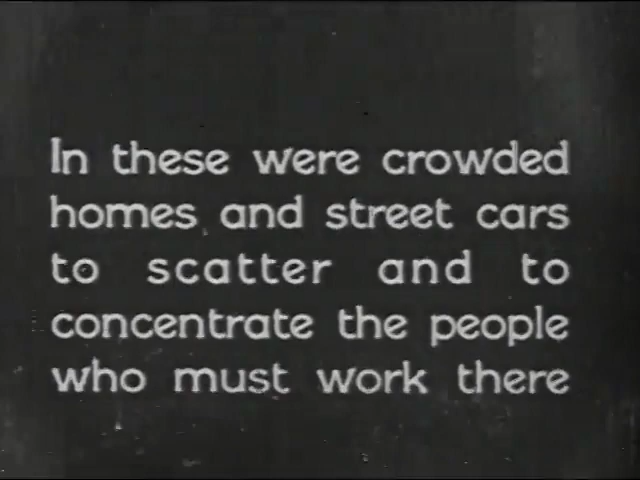 In these were crowded
homes and street cars
to scatter and to
concentrate the people
who must work there